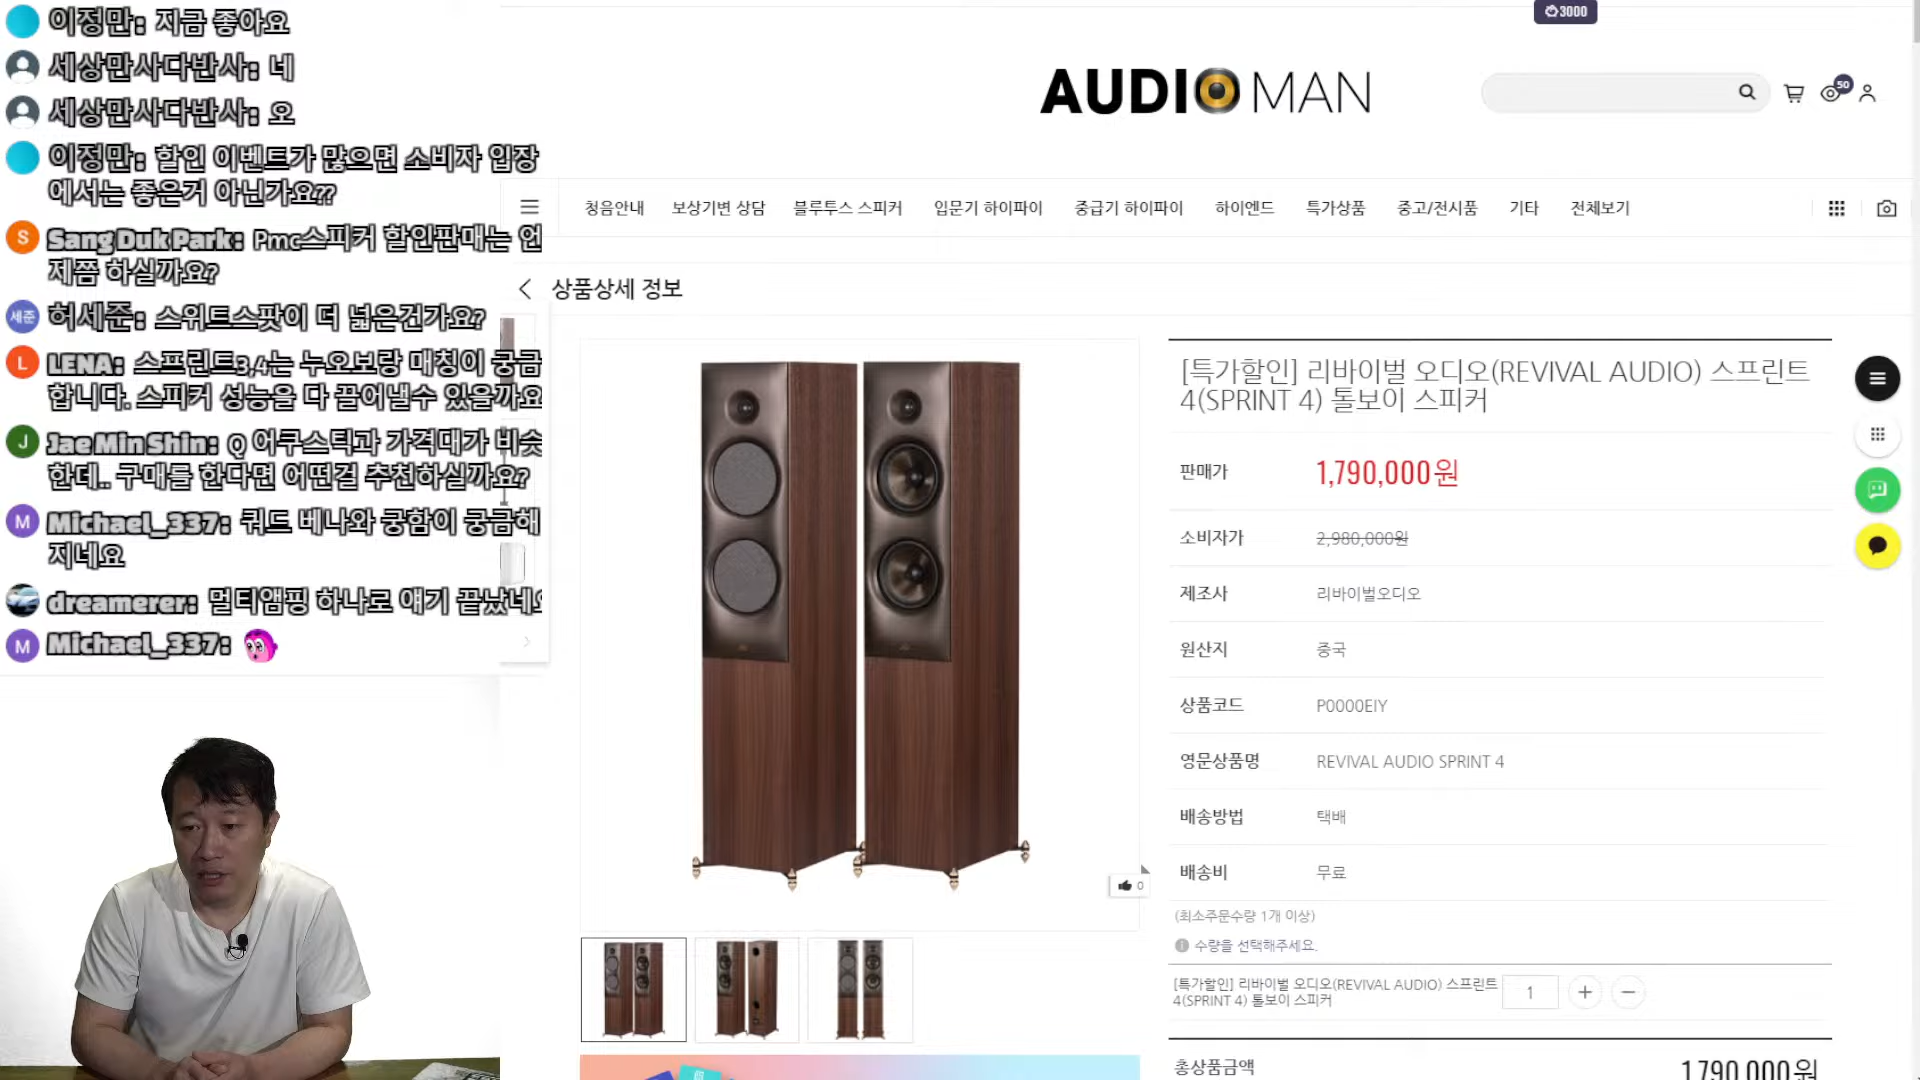 이정만: 지금 좋아요
세상만사다반사: 네
세상만사다반사: 오
이정만: 할인 이벤트가 많으면 소비자 입장
에서는 좋은거 아닌가요??
S
Sang Duk Park: Pmc스피커 할인판매는 언
제쯤 하실까요?
세준
허세준: 스위트스팟이 더 넓은건가요?
L
LENA: 스프린트3,4는 누오보랑 매칭이 궁금
합니다. 스피커 성능을 다 끌어낼수 있을까요
J
Jae Min Shin: Q 어쿠스틱과 가격대가 비슷
한데.. 구매를 한다면 어떤걸 추천하실까요?
M
Michael_337: 쿼드 베나와 궁합이 궁금해
지네요
dreamerer: 멀티앰핑 하나로 얘기 끝났네요
M
Michael_337:
3000
AUDIOMAN
50
청음안내 보상기변 상담 블루투스 스피커 입문기 하이파이 중급기 하이파이 하이엔드 특가상품 중고/전시품 기타 전체보기
상품상세 정보
[특가할인] 리바이벌 오디오(REVIVAL AUDIO) 스프린트
4(SPRINT 4) 톨보이 스피커
판매가 1,790,000원
소비자가 2,980,000원
제조사 리바이벌오디오
원산지 중국
상품코드 P0000EIY
영문상품명 REVIVAL AUDIO SPRINT 4
배송방법 택배
배송비 무료
0
(최소주문수량 1개 이상)
수량을 선택해주세요.
[특가할인] 리바이벌 오디오(REVIVAL AUDIO) 스프린트
4(SPRINT 4) 톨보이 스피커
1
총상품금액 1,790,000원